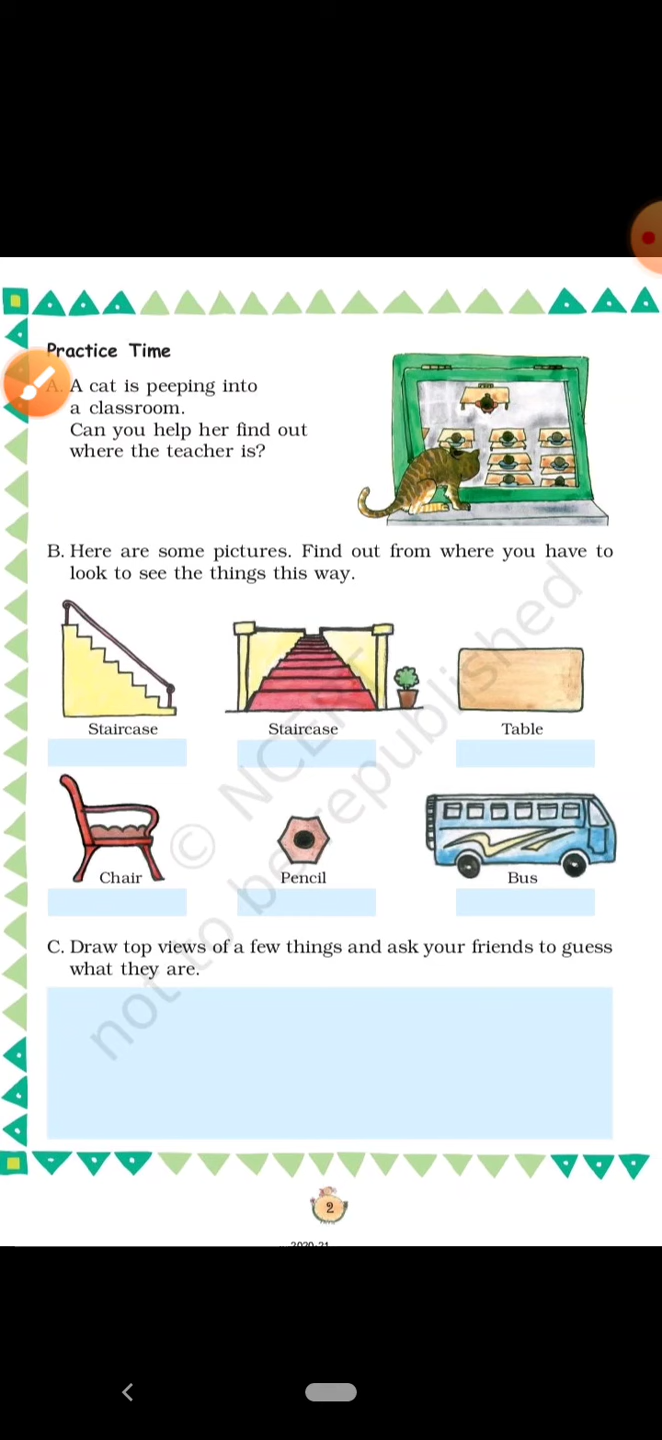 Practice Time
A. A cat is peeping into
a classroom.
Can you help her find out
where the teacher is?
B. Here are some pictures. Find out from where you have to
look to see the things this way.
Staircase
Staircase
Table
Chair
Pencil
Bus
C. Draw top views of a few things and ask your friends to guess
what they are.
© NCERT
not to be republished
2
2020-21